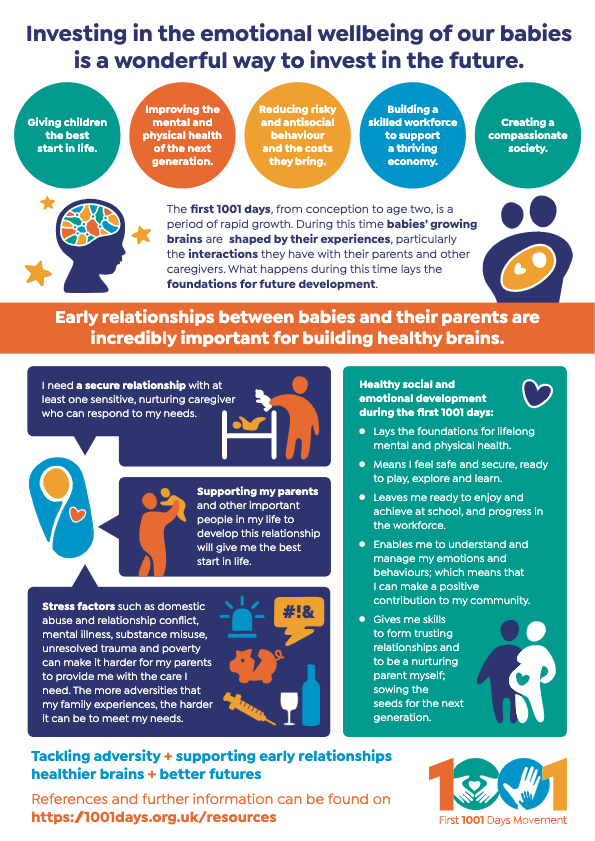 Investing in the emotional wellbeing of our babies
is a wonderful way to invest in the future.
Giving children
the best
start in life.
Improving the
mental and
physical health
of the next
generation.
Reducing risky
and antisocial
behaviour
and the costs
they bring.
Building a
skilled workforce
to support
a thriving
economy.
Creating a
compassionate
society.
The first 1001 days, from conception to age two, is a
period of rapid growth. During this time babies' growing
brains are shaped by their experiences, particularly
the interactions they have with their parents and other
caregivers. What happens during this time lays the
foundations for future development.
Early relationships between babies and their parents are
incredibly important for building healthy brains.
I need a secure relationship with at
least one sensitive, nurturing caregiver
who can respond to my needs.
Supporting my parents
and other important
people in my life to
develop this relationship
will give me the best
start in life.
Stress factors such as domestic
abuse and relationship conflict,
mental illness, substance misuse,
unresolved trauma and poverty
can make it harder for my parents
to provide me with the care I
need. The more adversities that
my family experiences, the harder
it can be to meet my needs.
#!&
Healthy social and
emotional development
during the first 1001 days:
• Lays the foundations for lifelong
mental and physical health.
• Means I feel safe and secure, ready
to play, explore and learn.
• Leaves me ready to enjoy and
achieve at school, and progress in
the workforce.
• Enables me to understand and
manage my emotions and
behaviours; which means that
I can make a positive
contribution to my community.
• Gives me skills
to form trusting
relationships and
to be a nurturing
parent myself;
sowing the
seeds for the next
generation.
Tackling adversity + supporting early relationships
healthier brains + better futures
References and further information can be found on
https://1001days.org.uk/resources
1001
First 1001 Days Movement